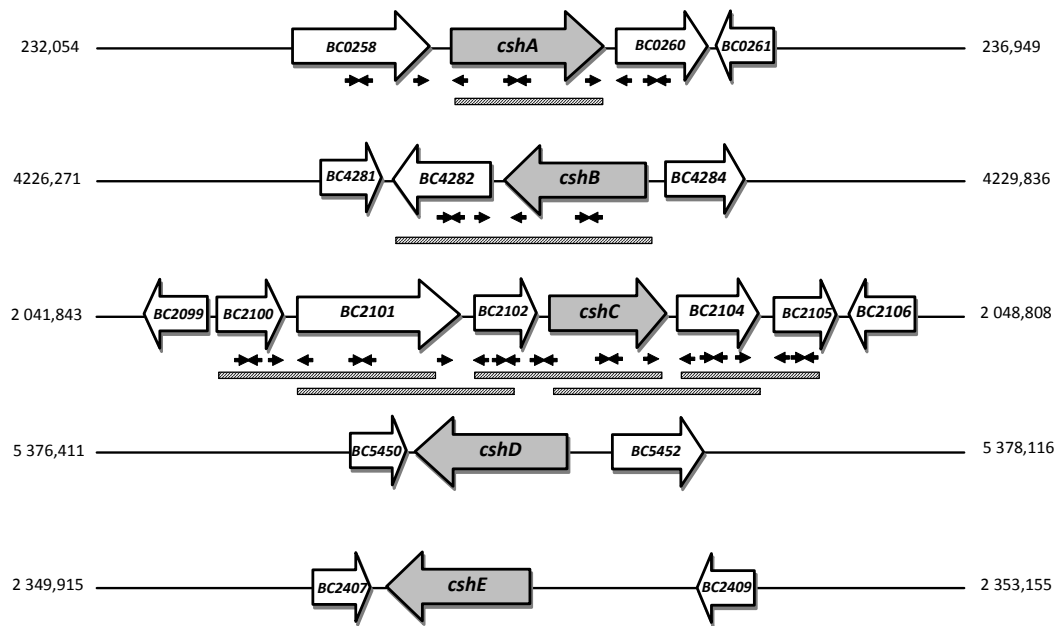 232,054 BC0258 cshA BC0260 BC0261 236,949
4226,271 BC4281 BC4282 cshB BC4284 4229,836
2 041,843 BC2099 BC2100 BC2101 BC2102 cshC BC2104 BC2105 BC2106 2 048,808
5 376,411 BC5450 cshD BC5452 5 378,116
2 349,915 BC2407 cshE BC2409 2 353,155